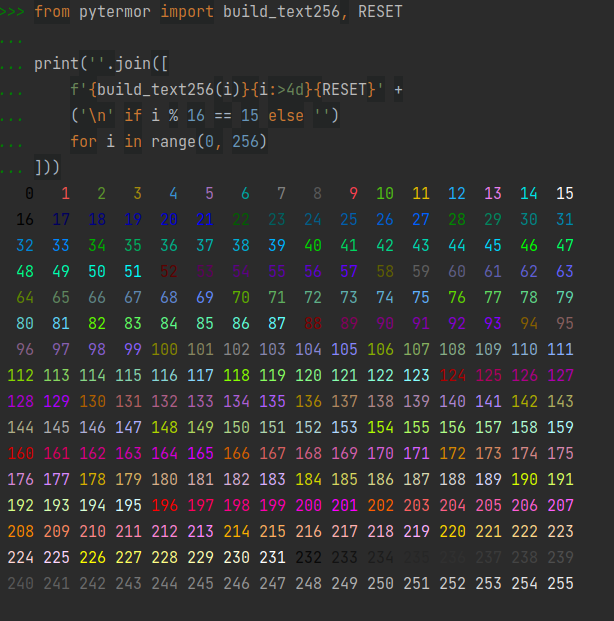 >>> from pytermor import build_text256, RESET
...
... print(''.join([
...     f'{build_text256(i)}{i:>4d}{RESET}' +
...     ('\n' if i % 16 == 15 else '')
...     for i in range(0, 256)
... ]))
   0   1   2   3   4   5   6   7   8   9  10  11  12  13  14  15
  16  17  18  19  20  21  22  23  24  25  26  27  28  29  30  31
  32  33  34  35  36  37  38  39  40  41  42  43  44  45  46  47
  48  49  50  51  52  53  54  55  56  57  58  59  60  61  62  63
  64  65  66  67  68  69  70  71  72  73  74  75  76  77  78  79
  80  81  82  83  84  85  86  87  88  89  90  91  92  93  94  95
  96  97  98  99 100 101 102 103 104 105 106 107 108 109 110 111
 112 113 114 115 116 117 118 119 120 121 122 123 124 125 126 127
 128 129 130 131 132 133 134 135 136 137 138 139 140 141 142 143
 144 145 146 147 148 149 150 151 152 153 154 155 156 157 158 159
 160 161 162 163 164 165 166 167 168 169 170 171 172 173 174 175
 176 177 178 179 180 181 182 183 184 185 186 187 188 189 190 191
 192 193 194 195 196 197 198 199 200 201 202 203 204 205 206 207
 208 209 210 211 212 213 214 215 216 217 218 219 220 221 222 223
 224 225 226 227 228 229 230 231 232 233 234 235 236 237 238 239
 240 241 242 243 244 245 246 247 248 249 250 251 252 253 254 255